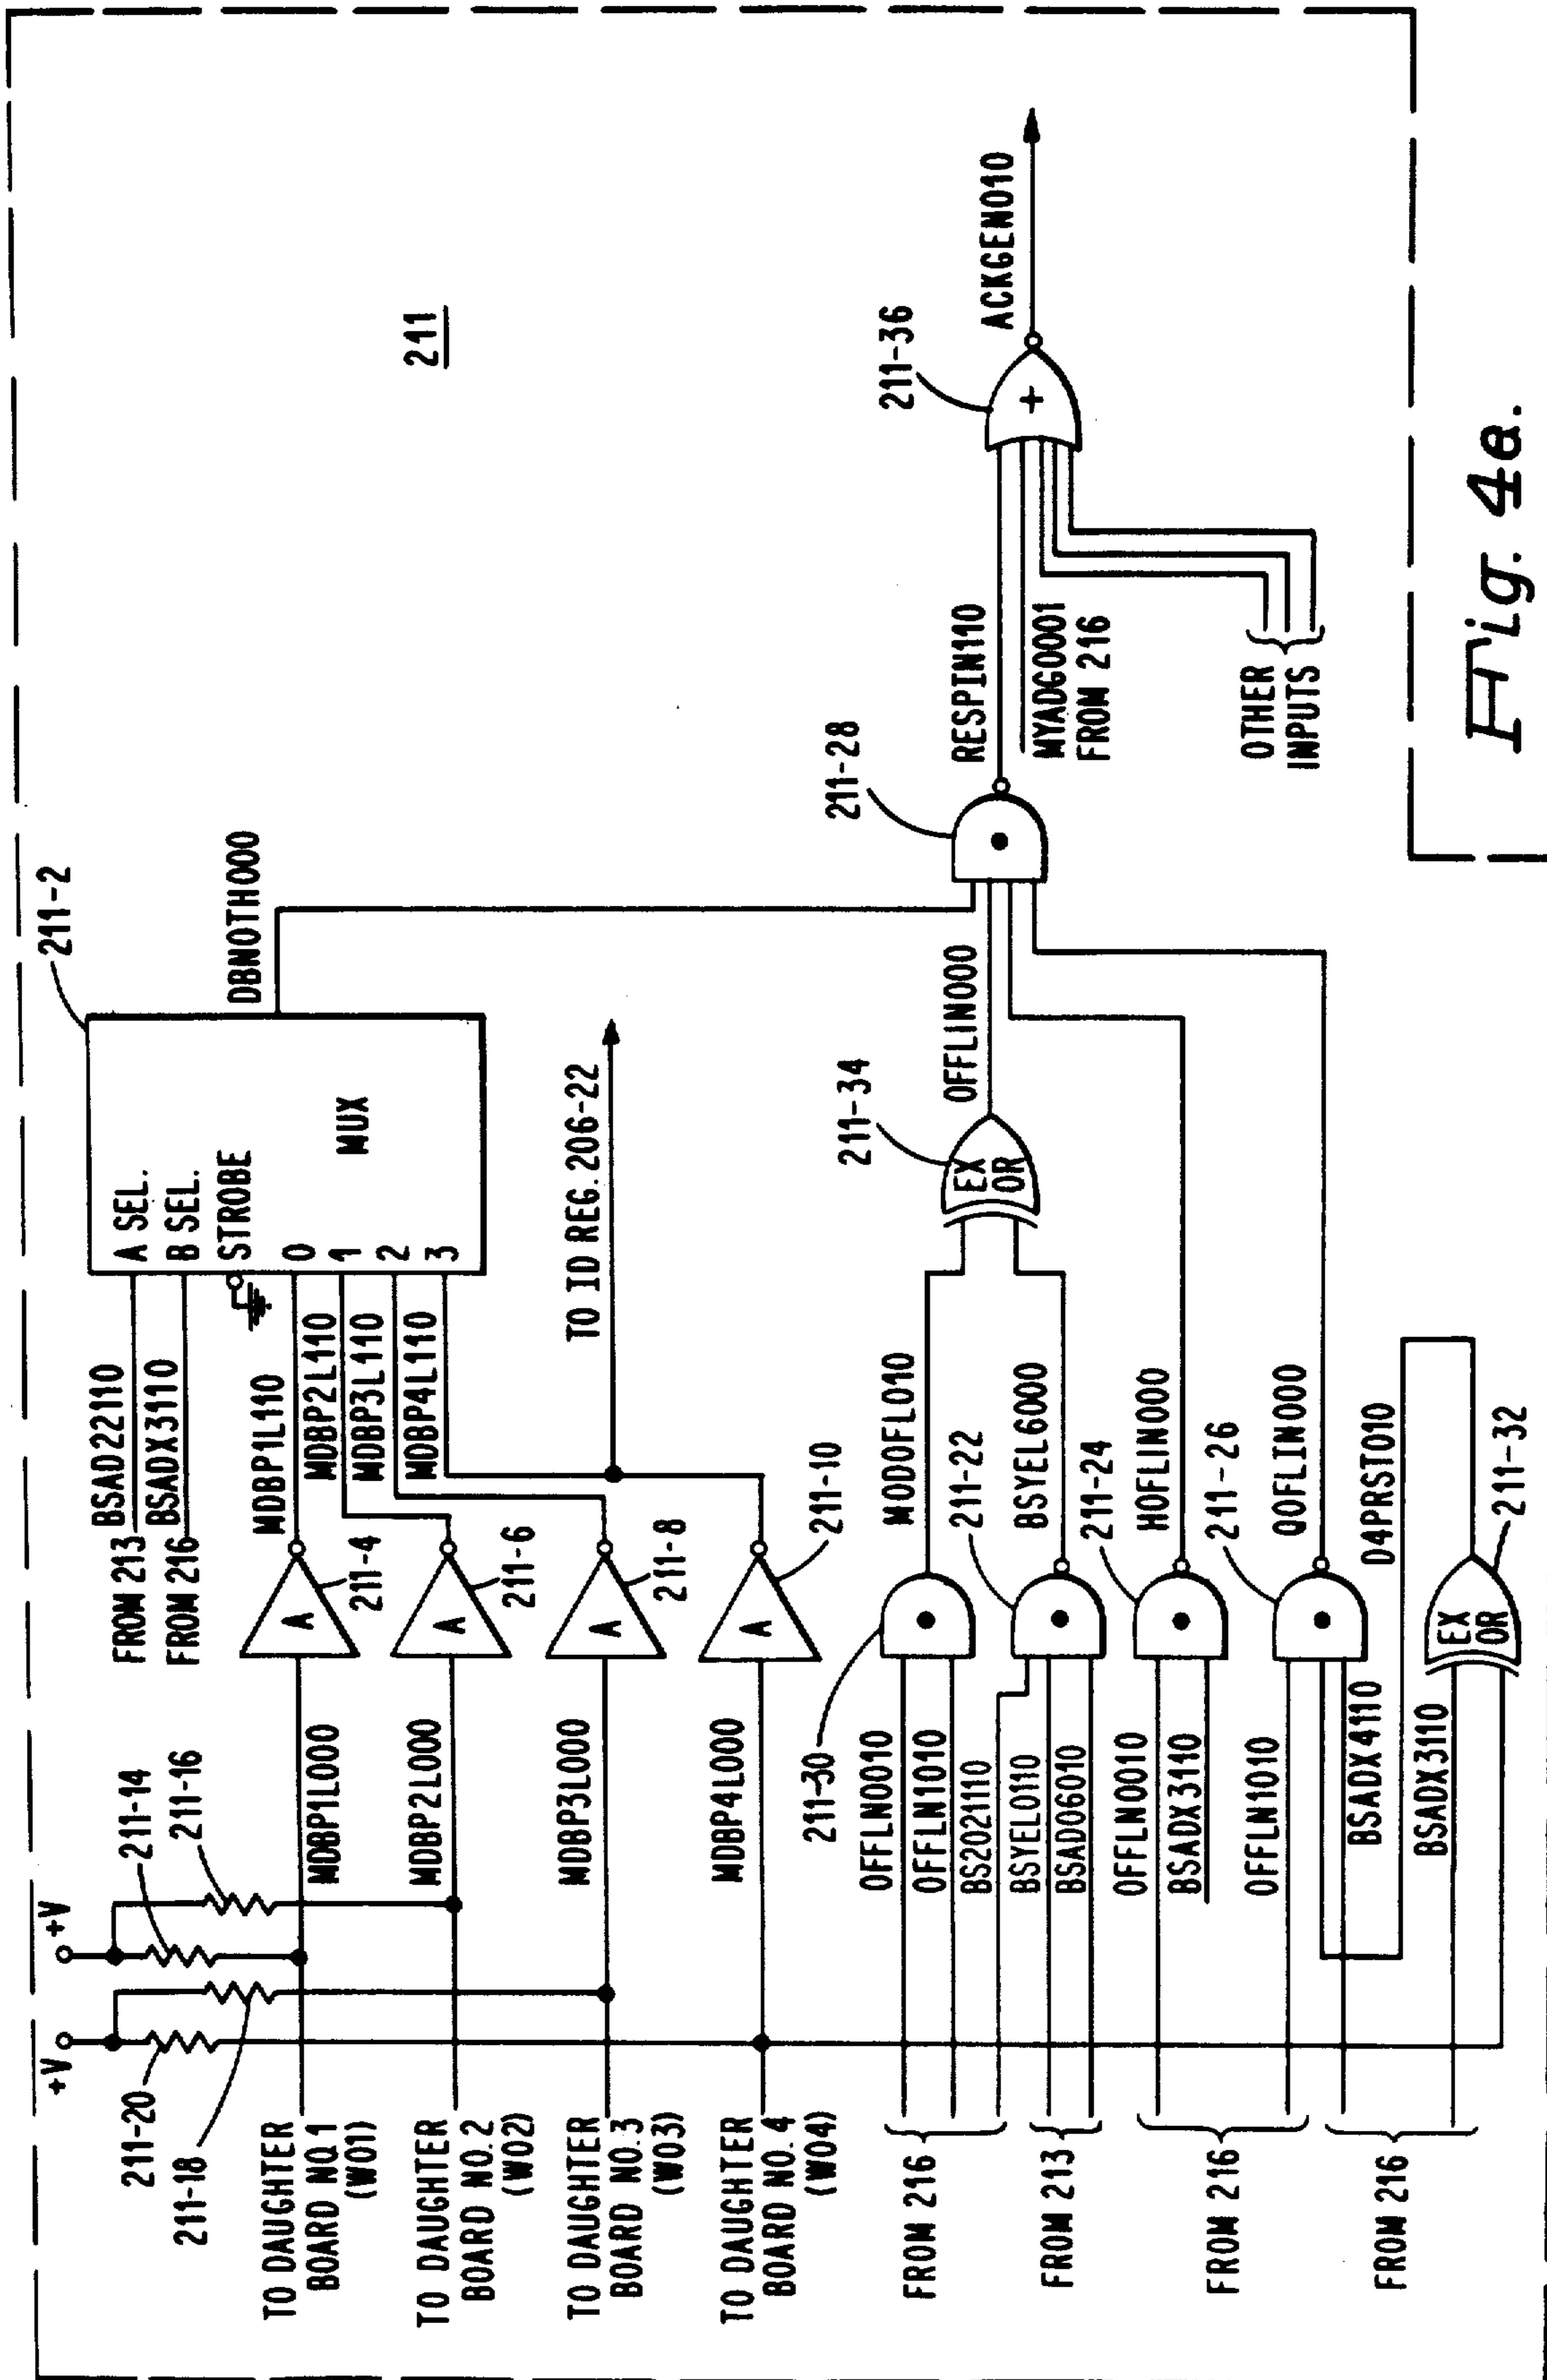 +V
+V
211-14
211-16
211-20
211-18
TO DAUGHTER
BOARD NO.1
(W01)
TO DAUGHTER
BOARD NO.2
(W02)
TO DAUGHTER
BOARD NO.3
(W03)
TO DAUGHTER
BOARD NO.4
(W04)
MDBP1L000
MDBP2L000
MDBP3L000
MDBP4L000
A
A
A
A
211-4
211-6
211-8
211-10
FROM 213
BSAD22110
FROM 216
BSADX3110
MDBP1L110
MDBP2L110
MDBP3L110
MDBP4L110
A SEL.
B SEL.
STROBE
0
1
2
3
MUX
211-2
DBNOTH000
TO ID REG. 206-22
211
FROM 216
FROM 213
FROM 216
FROM 216
211-30
OFFLN0010
OFFLN1010
BS2021110
BSYEL0110
BSAD06010
OFFLN0010
BSADX3110
OFFLN1010
BSADX4110
BSADX3110
MODOFL010
211-22
BSYEL6000
211-24
HOFLIN000
211-26
QOFLIN000
D4PRST010
EX
OR
211-32
211-34
EX
OR
OFFLIN000
211-28
RESPIN110
MYADG0001
FROM 216
OTHER
INPUTS
211-36
+
ACKGEN010
Fig. 4e.